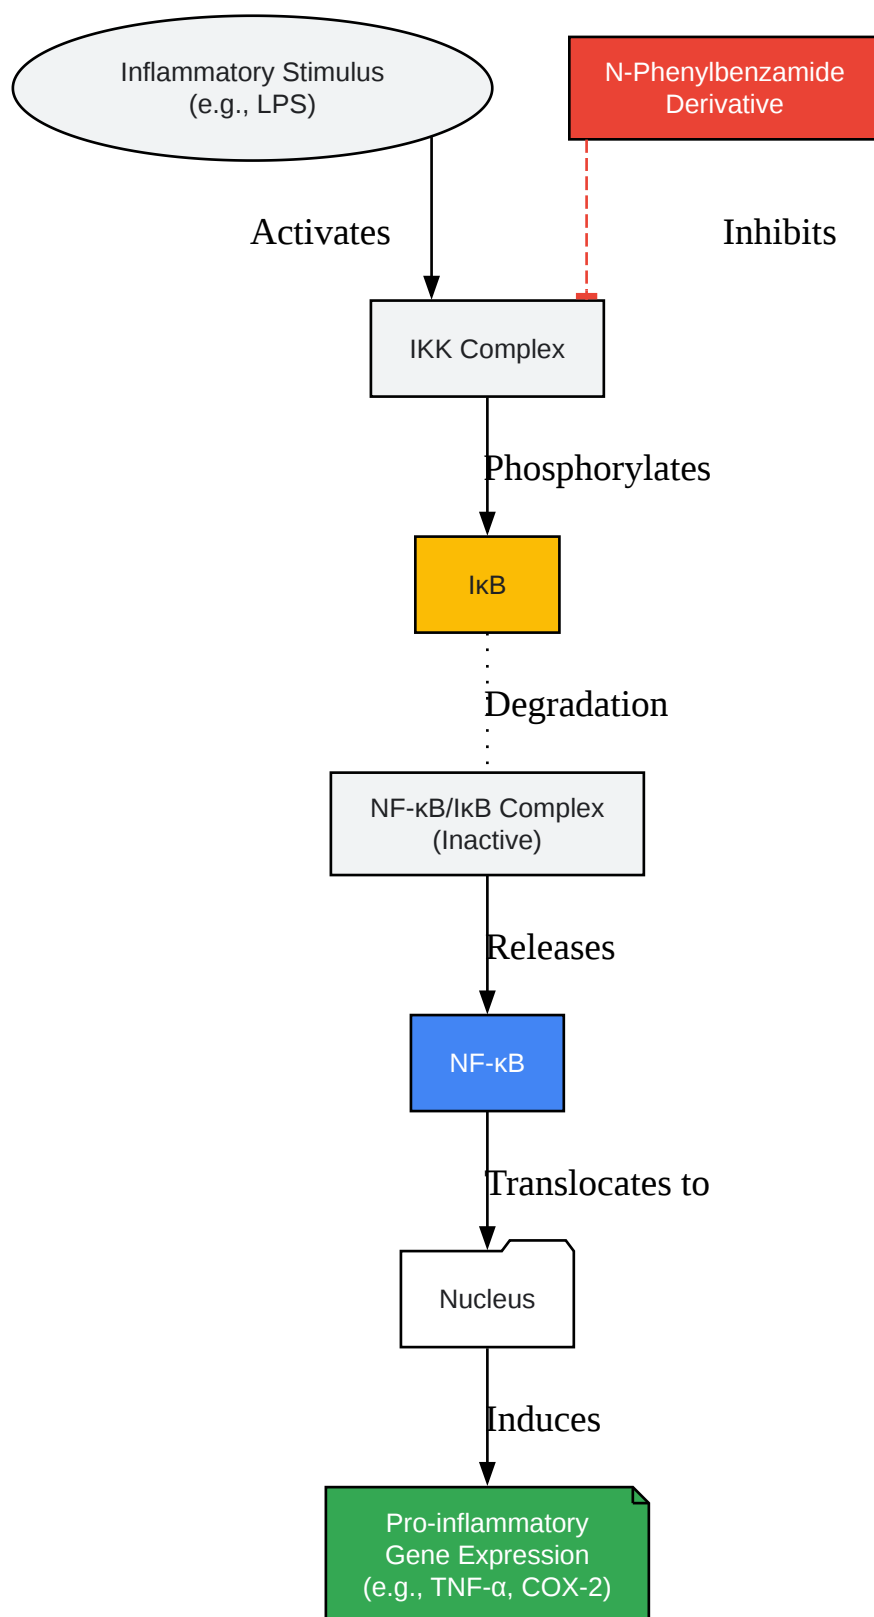 Inflammatory Stimulus
(e.g., LPS)
N-Phenylbenzamide
Derivative
Activates
Inhibits
IKK Complex
Phosphorylates
IκB
Degradation
NF-κB/IκB Complex
(Inactive)
Releases
NF-κB
Translocates to
Nucleus
Induces
Pro-inflammatory
Gene Expression
(e.g., TNF-α, COX-2)